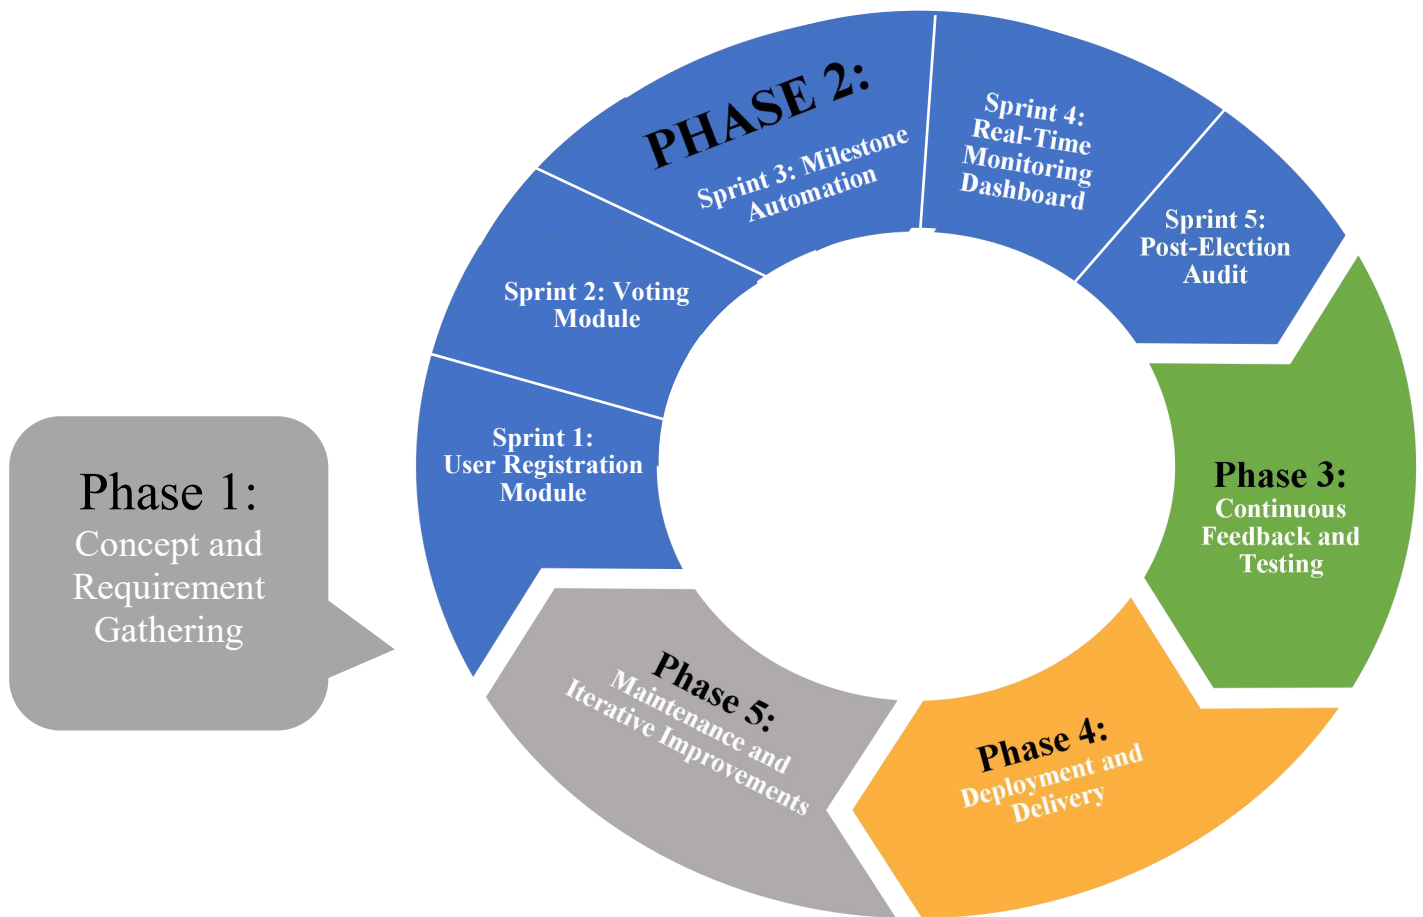 Phase 1:
Concept and
Requirement
Gathering
PHASE 2:
Sprint 1:
User Registration
Module
Sprint 2: Voting
Module
Sprint 3: Milestone
Automation
Sprint 4:
Real-Time
Monitoring
Dashboard
Sprint 5:
Post-Election
Audit
Phase 3:
Continuous
Feedback and
Testing
Phase 4:
Deployment and
Delivery
Phase 5:
Maintenance and
Iterative Improvements